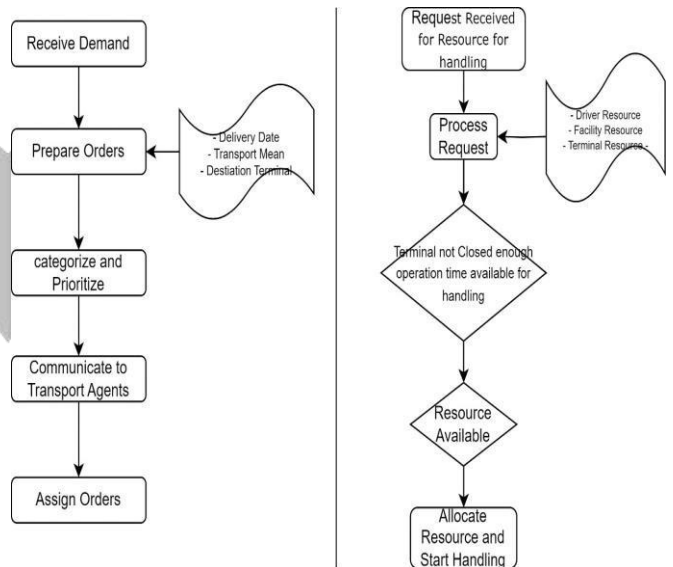 Receive Demand
Prepare Orders
- Delivery Date
- Transport Mean
- Destiation Terminal
categorize and
Prioritize
Communicate to
Transport Agents
Assign Orders
Request Received
for Resource for
handling
Process
Request
- Driver Resource
- Facility Resource
- Terminal Resource -
Terminal not Closed enough
operation time available for
handling
Resource
Available
Allocate
Resource and
Start Handling